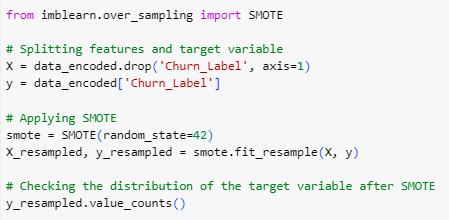 from imblearn.over_sampling import SMOTE
# Splitting features and target variable
X = data_encoded.drop('Churn_Label', axis=1)
y = data_encoded['Churn_Label']
# Applying SMOTE
smote = SMOTE(random_state=42)
X_resampled, y_resampled = smote.fit_resample(X, y)
# Checking the distribution of the target variable after SMOTE
y_resampled.value_counts()